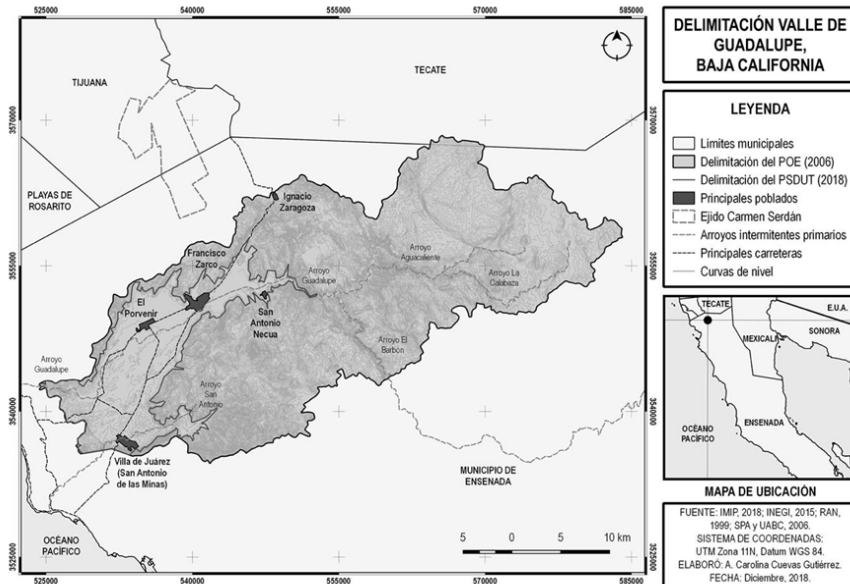 525000
540000
555000
570000
585000
3570000
3555000
3540000
3525000
3570000
3555000
3540000
3525000
TIJUANA
TECATE
PLAYAS DE
ROSARITO
Ignacio
Zaragoza
Francisco
Zarco
El
Porvenir
San
Antonio
Necua
Arroyo
Guadalupe
Arroyo
Aguacaliente
Arroyo La
Calabaza
Arroyo El
Barbón
Arroyo
Guadalupe
Arroyo
San
Antonio
Villa de Juárez
(San Antonio
de las Minas)
MUNICIPIO DE
ENSENADA
OCÉANO
PACÍFICO
5 0 5 10 km
DELIMITACIÓN VALLE DE
GUADALUPE,
BAJA CALIFORNIA
LEYENDA
Limites municipales
Delimitación del POE (2006)
Delimitación del PSDUT (2018)
Principales poblados
Ejido Carmen Serdán
Arroyos intermitentes primarios
Principales carreteras
Curvas de nivel
TECATE
E.U.A.
MEXICALI
SONORA
OCÉANO
PACÍFICO
ENSENADA
MAPA DE UBICACIÓN
FUENTE: IMIP, 2018; INEGI, 2015; RAN,
1999; SPA y UABC, 2006.
SISTEMA DE COORDENADAS:
UTM Zona 11N, Datum WGS 84.
ELABORÓ: A. Carolina Cuevas Gutiérrez.
FECHA: Diciembre, 2018.